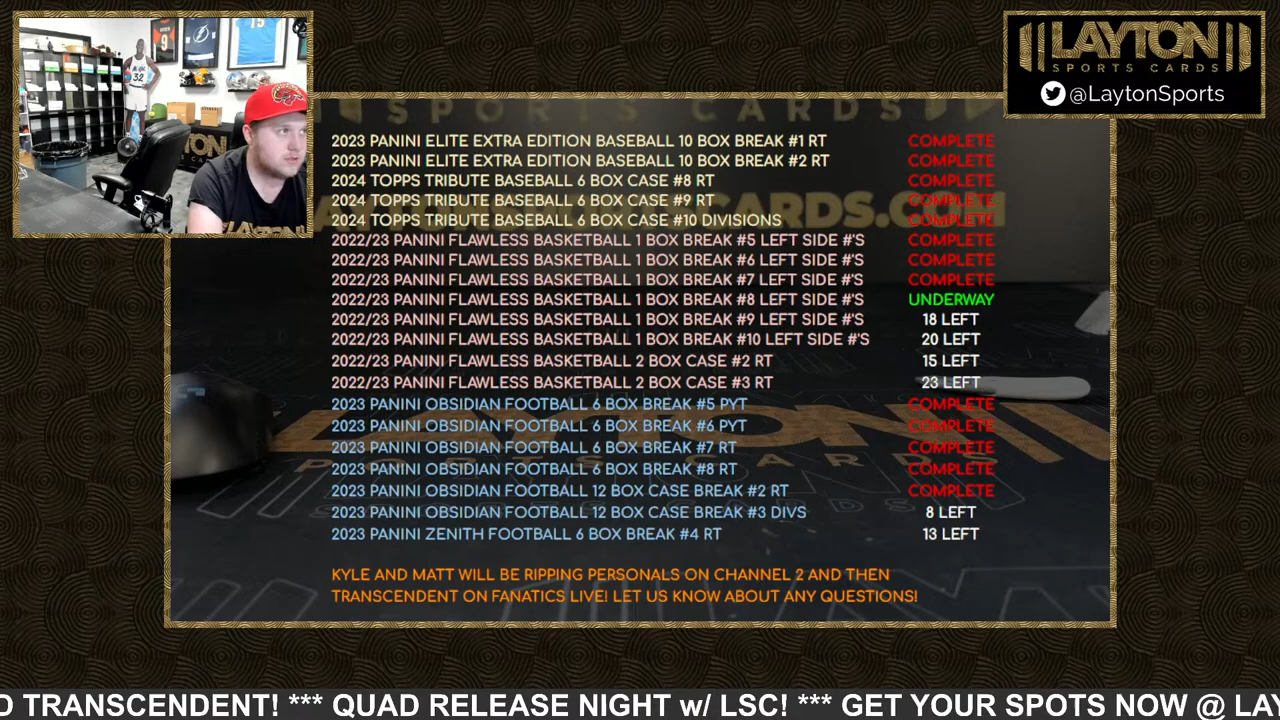 LAYTON
SPORTS CARDS
@LaytonSports
9
32
SPORTS CARDS
2023 PANINI ELITE EXTRA EDITION BASEBALL 10 BOX BREAK #1 RT COMPLETE
2023 PANINI ELITE EXTRA EDITION BASEBALL 10 BOX BREAK #2 RT COMPLETE
2024 TOPPS TRIBUTE BASEBALL 6 BOX CASE #8 RT COMPLETE
2024 TOPPS TRIBUTE BASEBALL 6 BOX CASE #9 RT COMPLETE
2024 TOPPS TRIBUTE BASEBALL 6 BOX CASE #10 DIVISIONS COMPLETE
2022/23 PANINI FLAWLESS BASKETBALL 1 BOX BREAK #5 LEFT SIDE #'S COMPLETE
2022/23 PANINI FLAWLESS BASKETBALL 1 BOX BREAK #6 LEFT SIDE #'S COMPLETE
2022/23 PANINI FLAWLESS BASKETBALL 1 BOX BREAK #7 LEFT SIDE #'S COMPLETE
2022/23 PANINI FLAWLESS BASKETBALL 1 BOX BREAK #8 LEFT SIDE #'S UNDERWAY
2022/23 PANINI FLAWLESS BASKETBALL 1 BOX BREAK #9 LEFT SIDE #'S 18 LEFT
2022/23 PANINI FLAWLESS BASKETBALL 1 BOX BREAK #10 LEFT SIDE #'S 20 LEFT
2022/23 PANINI FLAWLESS BASKETBALL 2 BOX CASE #2 RT 15 LEFT
2022/23 PANINI FLAWLESS BASKETBALL 2 BOX CASE #3 RT 23 LEFT
2023 PANINI OBSIDIAN FOOTBALL 6 BOX BREAK #5 PYT COMPLETE
2023 PANINI OBSIDIAN FOOTBALL 6 BOX BREAK #6 PYT COMPLETE
2023 PANINI OBSIDIAN FOOTBALL 6 BOX BREAK #7 RT COMPLETE
2023 PANINI OBSIDIAN FOOTBALL 6 BOX BREAK #8 RT COMPLETE
2023 PANINI OBSIDIAN FOOTBALL 12 BOX CASE BREAK #2 RT COMPLETE
2023 PANINI OBSIDIAN FOOTBALL 12 BOX CASE BREAK #3 DIVS 8 LEFT
2023 PANINI ZENITH FOOTBALL 6 BOX BREAK #4 RT 13 LEFT
KYLE AND MATT WILL BE RIPPING PERSONALS ON CHANNEL 2 AND THEN
TRANSCENDENT ON FANATICS LIVE! LET US KNOW ABOUT ANY QUESTIONS!
D TRANSCENDENT! *** QUAD RELEASE NIGHT w/ LSC! *** GET YOUR SPOTS NOW @ LAY